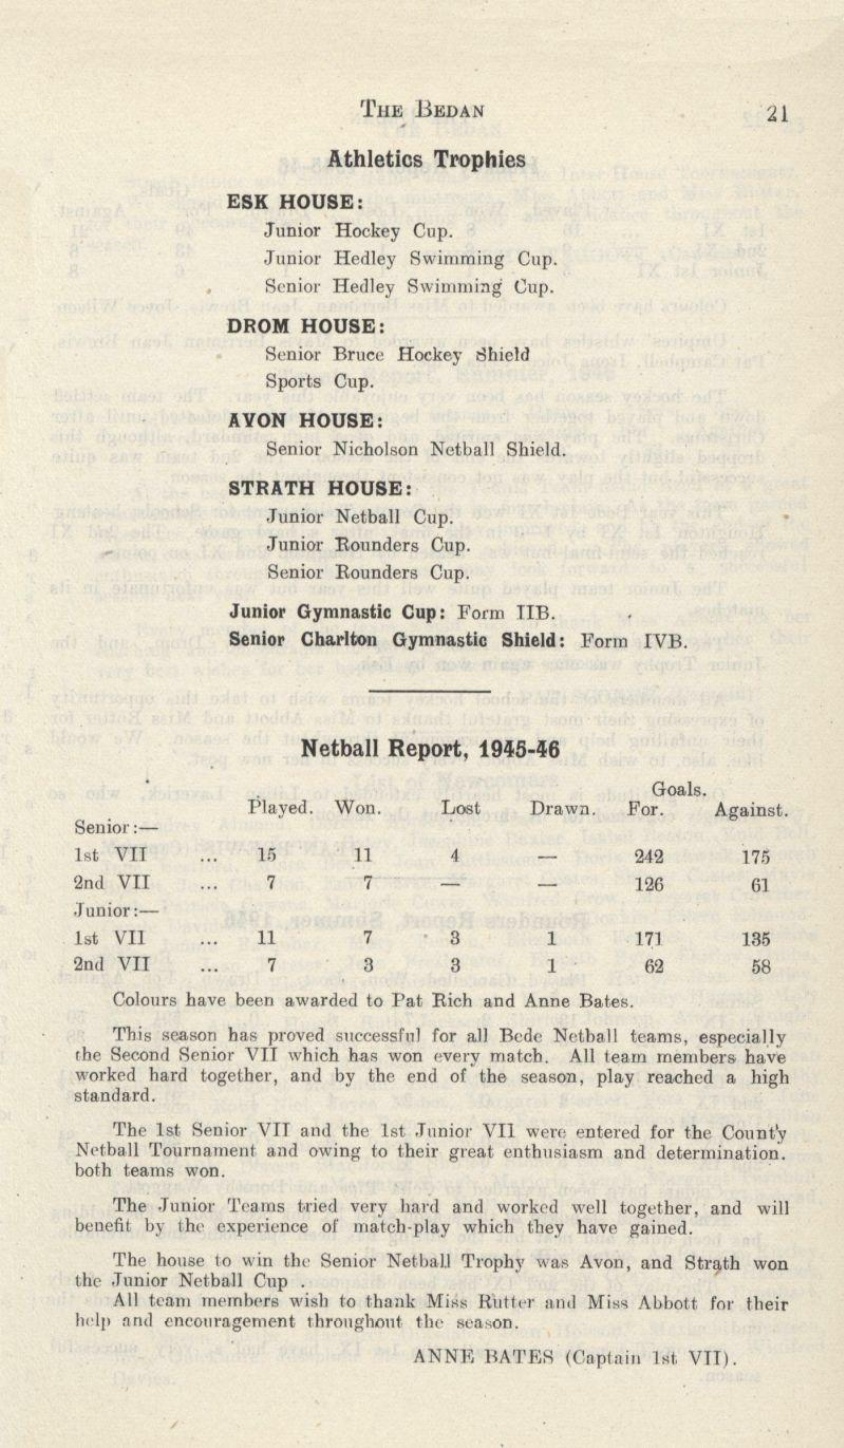 THE BEDAN 21
Athletics Trophies
ESK HOUSE:
Junior Hockey Cup.
Junior Hedley Swimming Cup.
Senior Hedley Swimming Cup.
DROM HOUSE:
Senior Bruce Hockey Shield
Sports Cup.
AVON HOUSE:
Senior Nicholson Netball Shield.
STRATH HOUSE:
Junior Netball Cup.
Junior Rounders Cup.
Senior Rounders Cup.
Junior Gymnastic Cup: Form IIB.
Senior Charlton Gymnastic Shield: Form IVB.
Netball Report, 1945-46
Goals.
Played. Won. Lost Drawn. For. Against.
Senior:—
1st VII ... 15 11 4 — 242 175
2nd VII ... 7 7 — — 126 61
Junior:—
1st VII ... 11 7 3 1 171 135
2nd VII ... 7 3 3 1 62 58
Colours have been awarded to Pat Rich and Anne Bates.
This season has proved successful for all Bede Netball teams, especially
the Second Senior VII which has won every match. All team members have
worked hard together, and by the end of the season, play reached a high
standard.
The 1st Senior VII and the 1st Junior VII were entered for the County
Netball Tournament and owing to their great enthusiasm and determination.
both teams won.
The Junior Teams tried very hard and worked well together, and will
benefit by the experience of match-play which they have gained.
The house to win the Senior Netball Trophy was Avon, and Strath won
the Junior Netball Cup .
All team members wish to thank Miss Rutter and Miss Abbott for their
help and encouragement throughout the season.
ANNE BATES (Captain 1st VII).